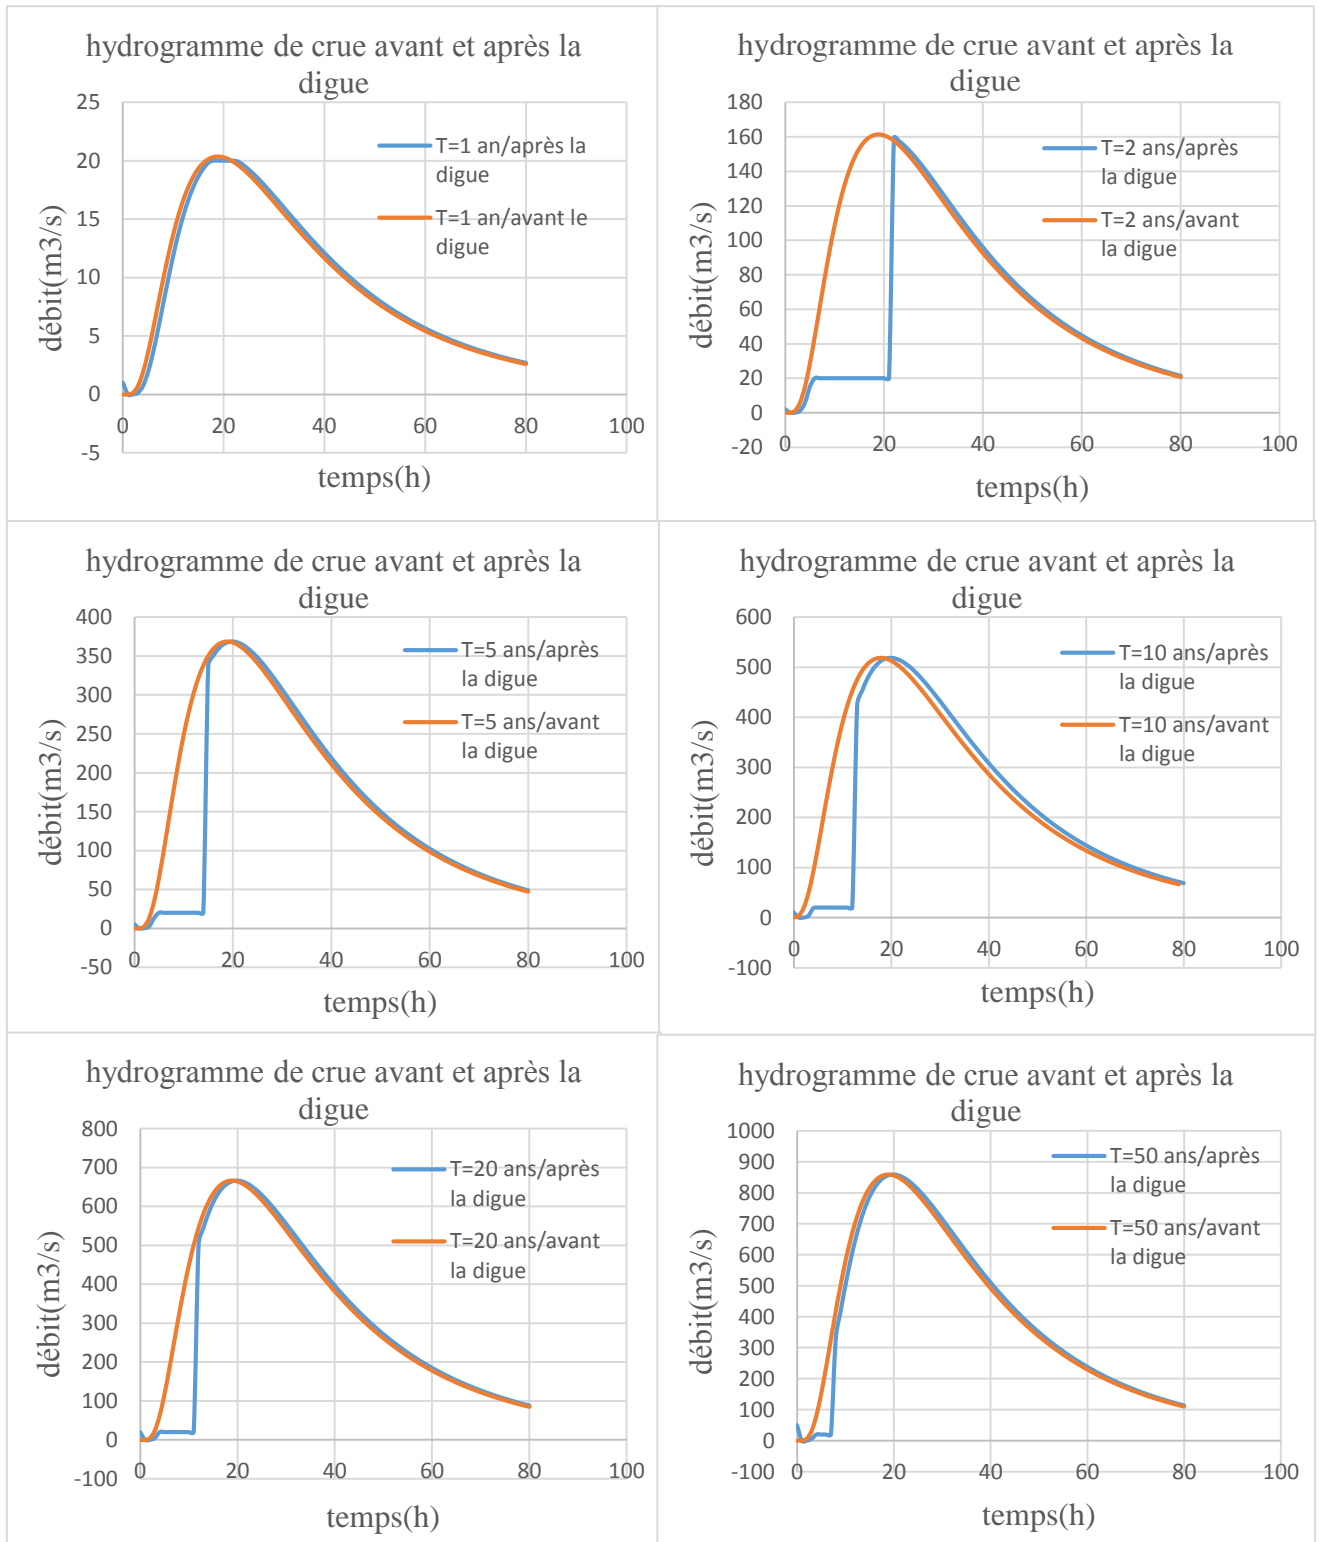 hydrogramme de crue avant et après la
digue
25
20
15
10
5
0
-5
0 20 40 60 80 100
débit(m3/s)
temps(h)
T=1 an/après la
digue
T=1 an/avant le
digue
hydrogramme de crue avant et après la
digue
180
160
140
120
100
80
60
40
20
0
-20
0 20 40 60 80 100
débit(m3/s)
temps(h)
T=2 ans/après
la digue
T=2 ans/avant
la digue
hydrogramme de crue avant et après la
digue
400
350
300
250
200
150
100
50
0
-50
0 20 40 60 80 100
débit(m3/s)
temps(h)
T=5 ans/après
la digue
T=5 ans/avant
la digue
hydrogramme de crue avant et après la
digue
600
500
400
300
200
100
0
-100
0 20 40 60 80 100
débit(m3/s)
temps(h)
T=10 ans/après
la digue
T=10 ans/avant
la digue
hydrogramme de crue avant et après la
digue
800
700
600
500
400
300
200
100
0
-100
0 20 40 60 80 100
débit(m3/s)
temps(h)
T=20 ans/après
la digue
T=20 ans/avant
la digue
hydrogramme de crue avant et après la
digue
1000
900
800
700
600
500
400
300
200
100
0
-100
0 20 40 60 80 100
débit(m3/s)
temps(h)
T=50 ans/après
la digue
T=50 ans/avant
la digue